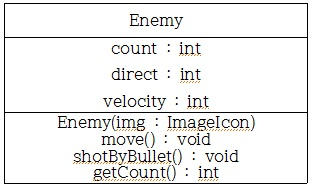 Enemy
count : int
direct : int
velocity : int
Enemy(img : ImageIcon)
move() : void
shotByBullet() : void
getCount() : int